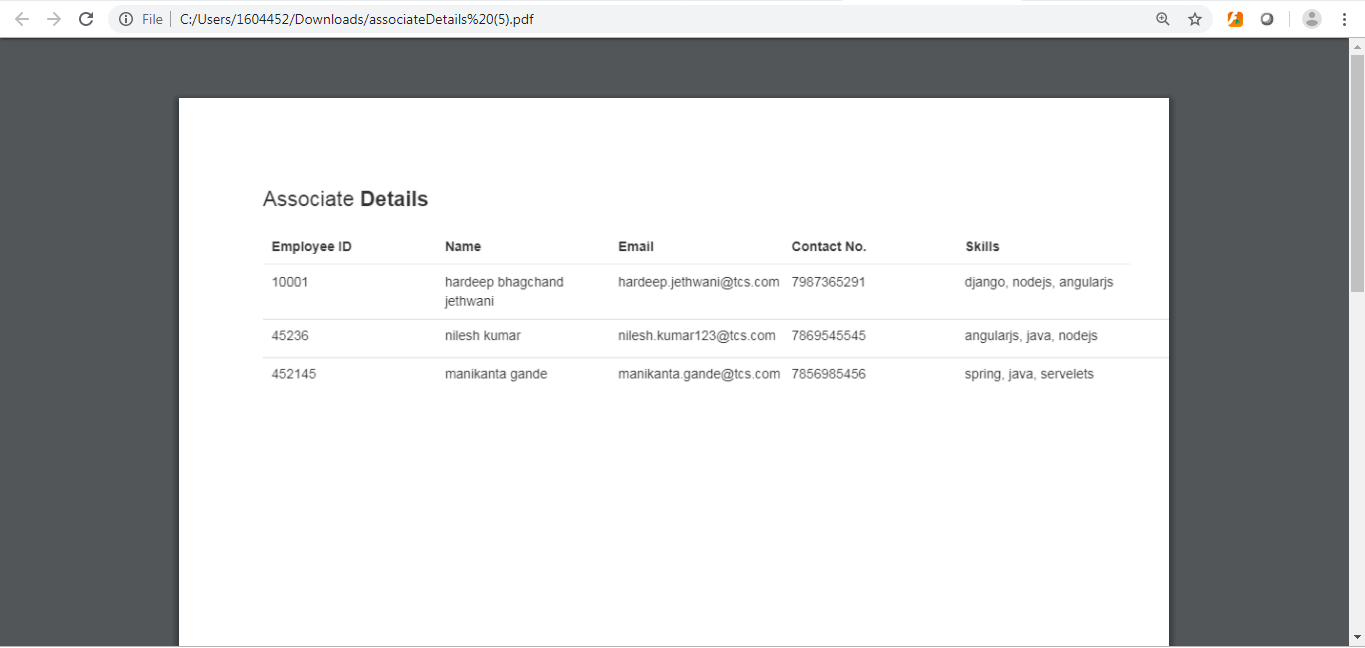 File C:/Users/1604452/Downloads/associateDetails%20(5).pdf
Associate Details
Employee ID Name Email Contact No. Skills
10001 hardeep bhagchand hardeep.jethwani@tcs.com 7987365291 django, nodejs, angularjs
jethwani
45236 nilesh kumar nilesh.kumar123@tcs.com 7869545545 angularjs, java, nodejs
452145 manikanta gande manikanta.gande@tcs.com 7856985456 spring, java, servelets